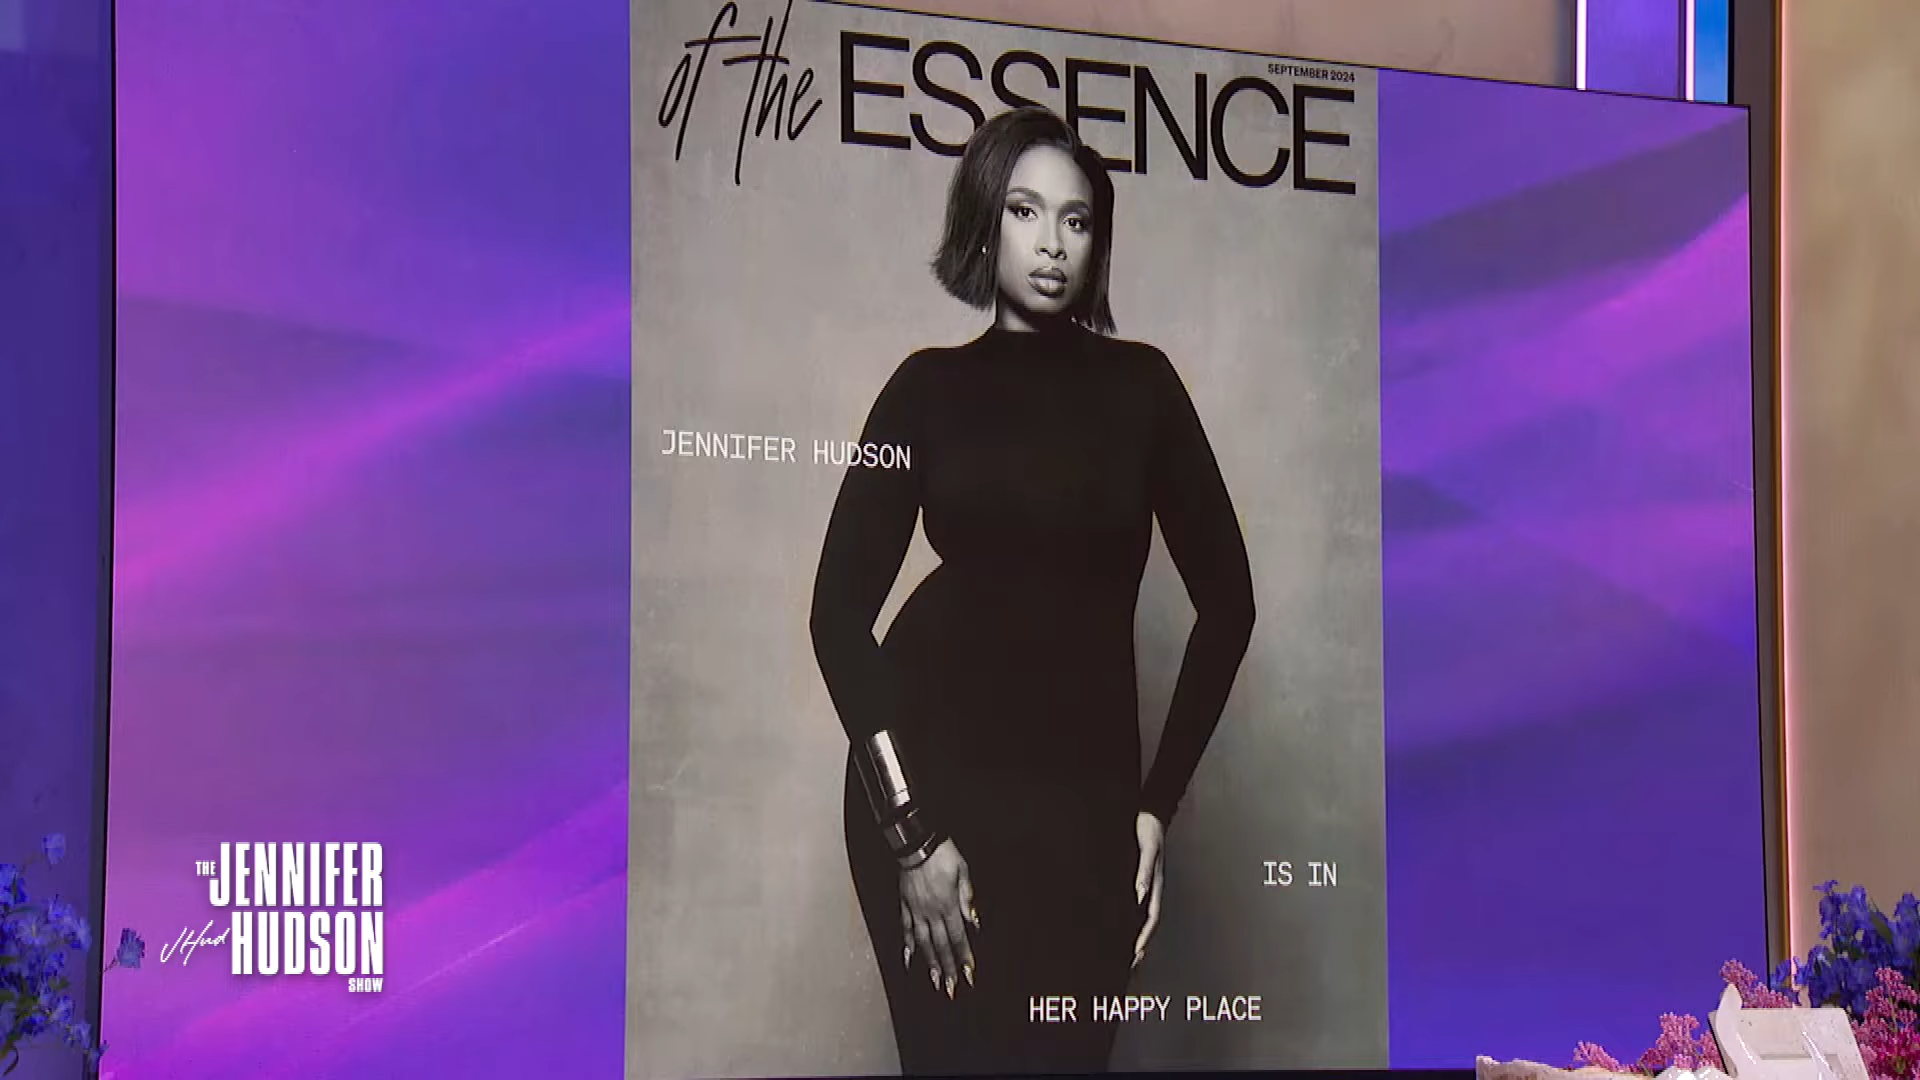 of the ESSENCE
SEPTEMBER 2024
JENNIFER HUDSON
IS IN
HER HAPPY PLACE
THE
JENNIFER
JHud HUDSON
SHOW